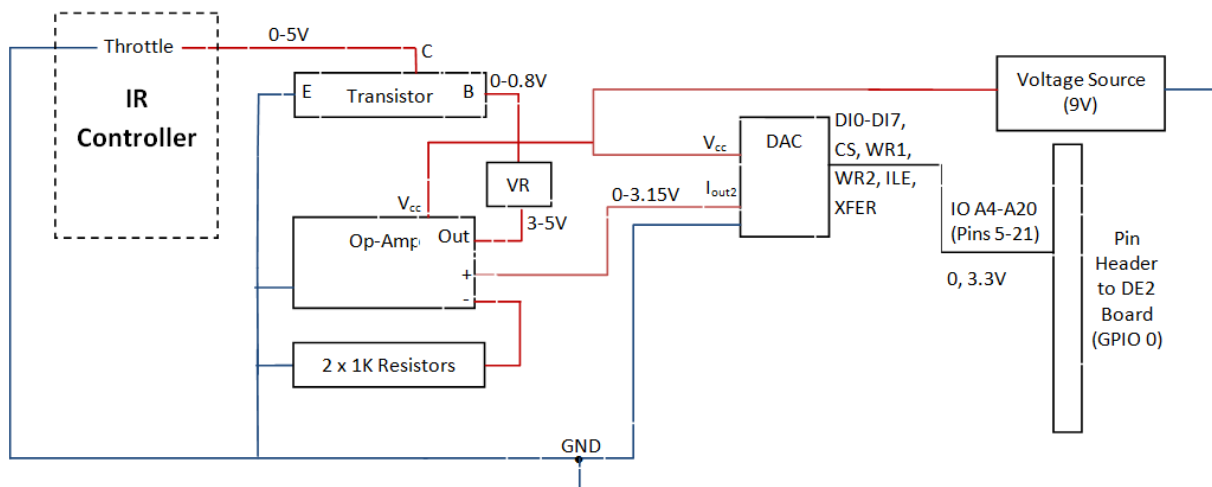 Throttle
0-5V
C
IR
Controller
E
Transistor
B
0-0.8V
Voltage Source
(9V)
VR
Vcc
DAC
DI0-DI7,
CS, WR1,
WR2, ILE,
XFER
Vcc
Iout2
0-3.15V
3-5V
Out
Op-Amp
+
-
IO A4-A20
(Pins 5-21)
0, 3.3V
Pin
Header
to DE2
Board
(GPIO 0)
2 x 1K Resistors
GND